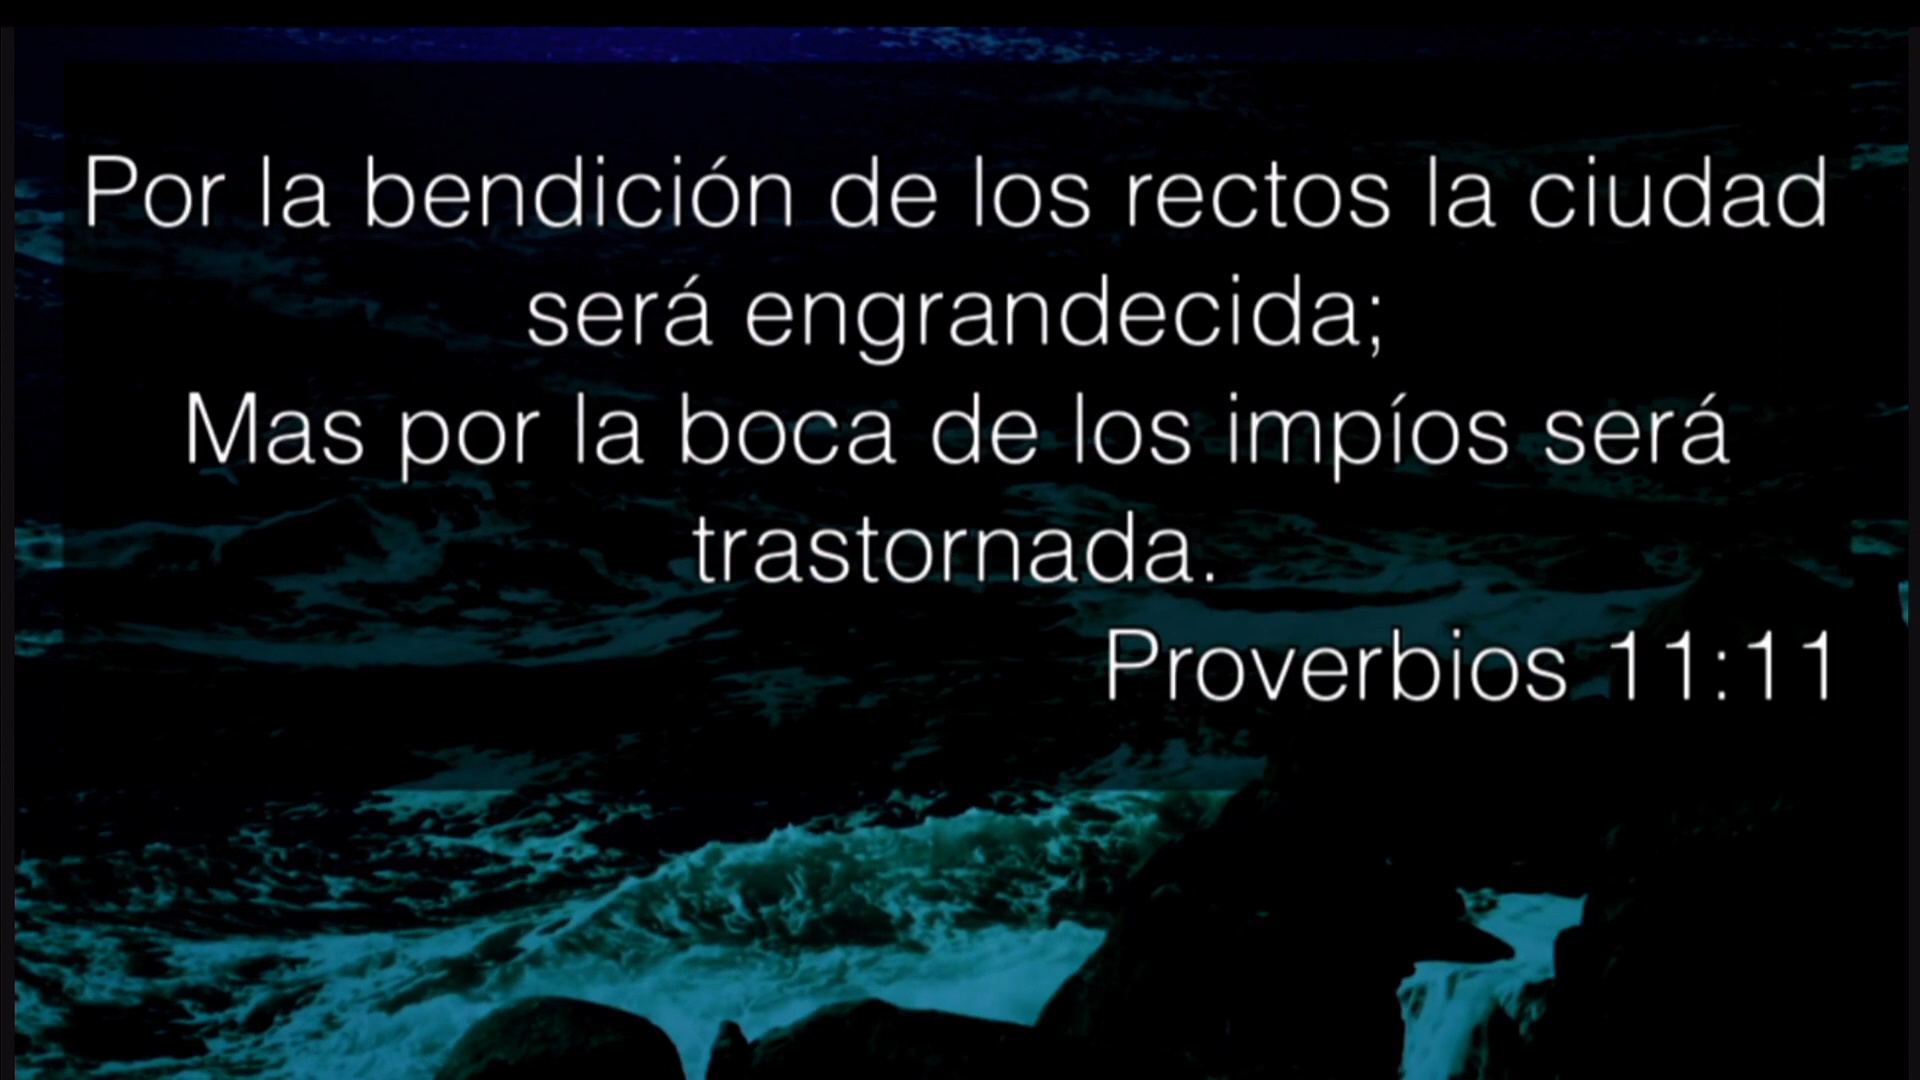 Por la bendición de los rectos la ciudad
será engrandecida;
Mas por la boca de los impíos será
trastornada.
Proverbios 11:11